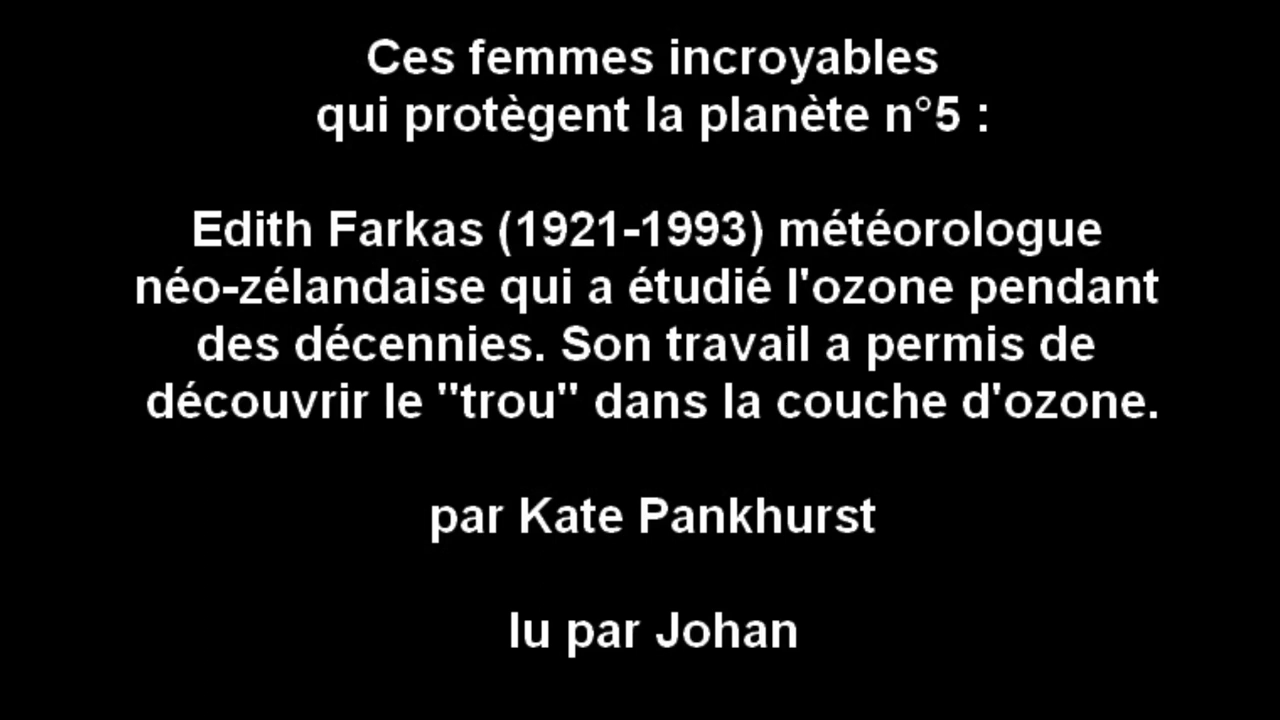 Ces femmes incroyables
qui protègent la planète n°5 :
Edith Farkas (1921-1993) météorologue
néo-zélandaise qui a étudié l'ozone pendant
des décennies. Son travail a permis de
découvrir le "trou" dans la couche d'ozone.
par Kate Pankhurst
lu par Johan